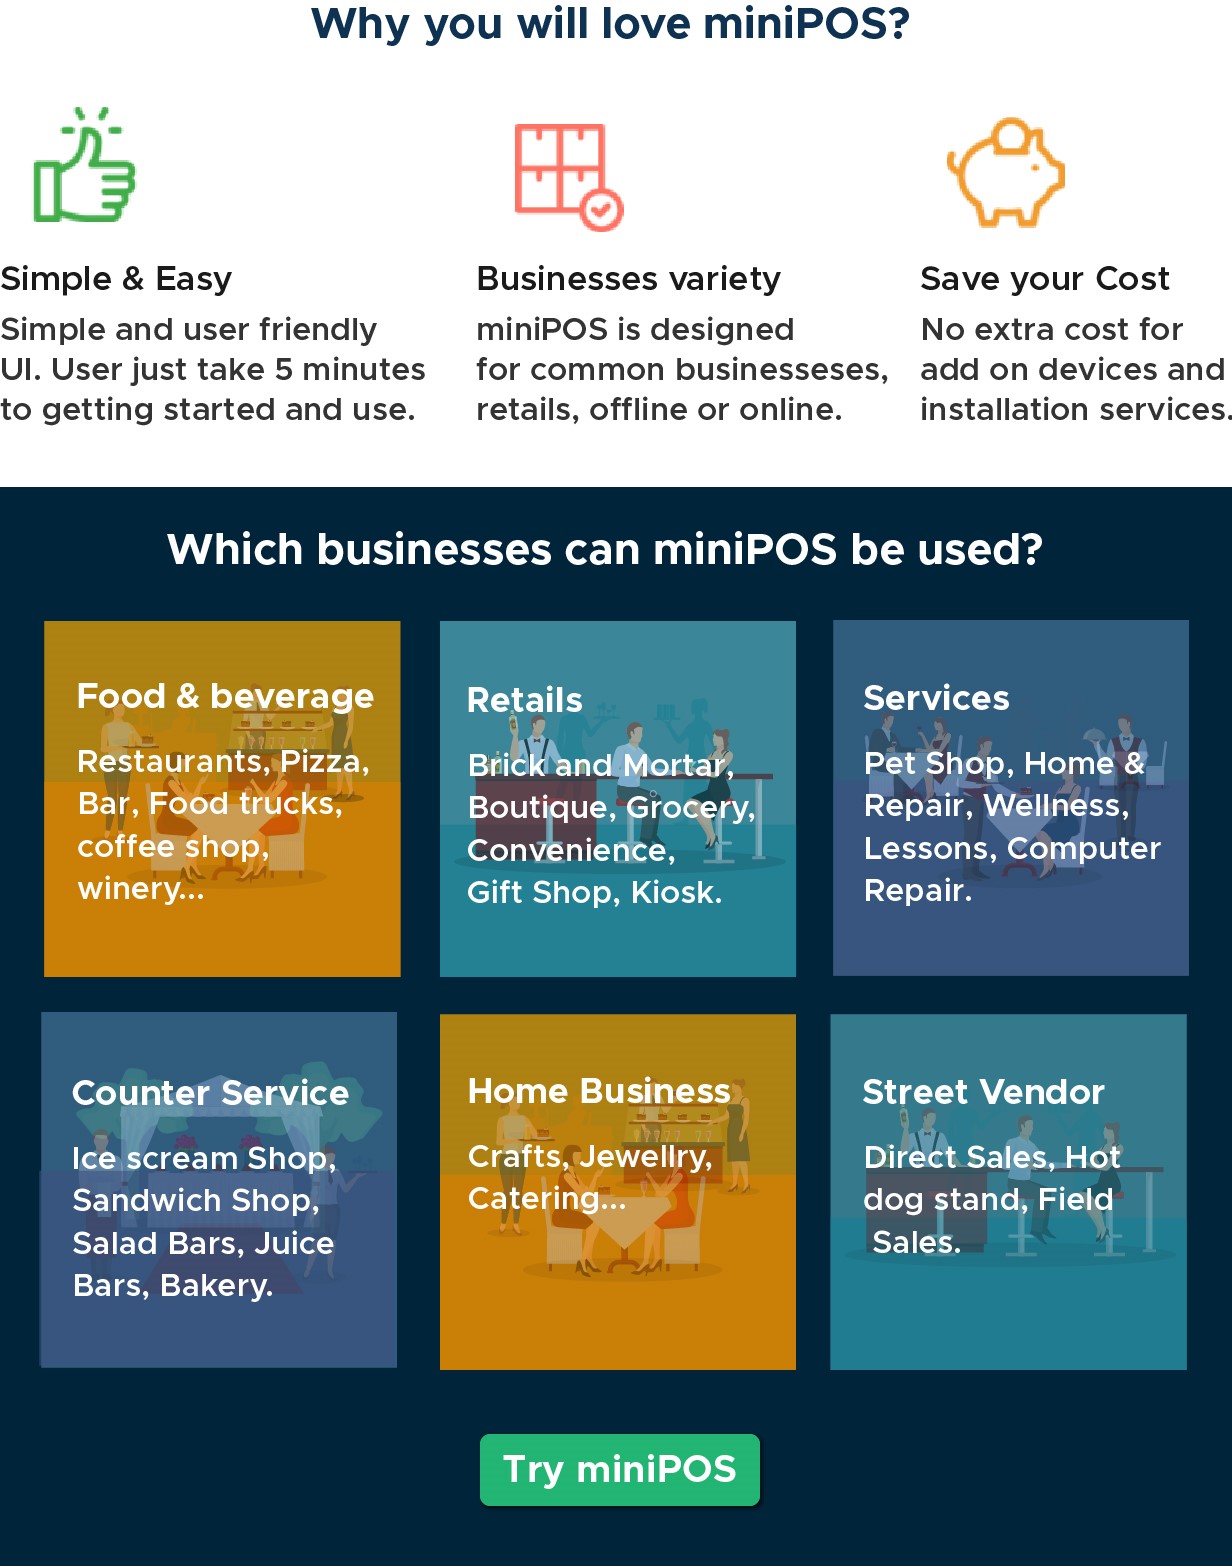 Why you will love miniPOS?
Simple & Easy
Simple and user friendly
UI. User just take 5 minutes
to getting started and use.
Businesses variety
miniPOS is designed
for common businesseses,
retails, offline or online.
Save your Cost
No extra cost for
add on devices and
installation services.
Which businesses can miniPOS be used?
Food & beverage
Restaurants, Pizza,
Bar, Food trucks,
coffee shop,
winery...
Retails
Brick and Mortar,
Boutique, Grocery,
Convenience,
Gift Shop, Kiosk.
Services
Pet Shop, Home &
Repair, Wellness,
Lessons, Computer
Repair.
Counter Service
Ice scream Shop,
Sandwich Shop,
Salad Bars, Juice
Bars, Bakery.
Home Business
Crafts, Jewellry,
Catering...
Street Vendor
Direct Sales, Hot
dog stand, Field
Sales.
Try miniPOS